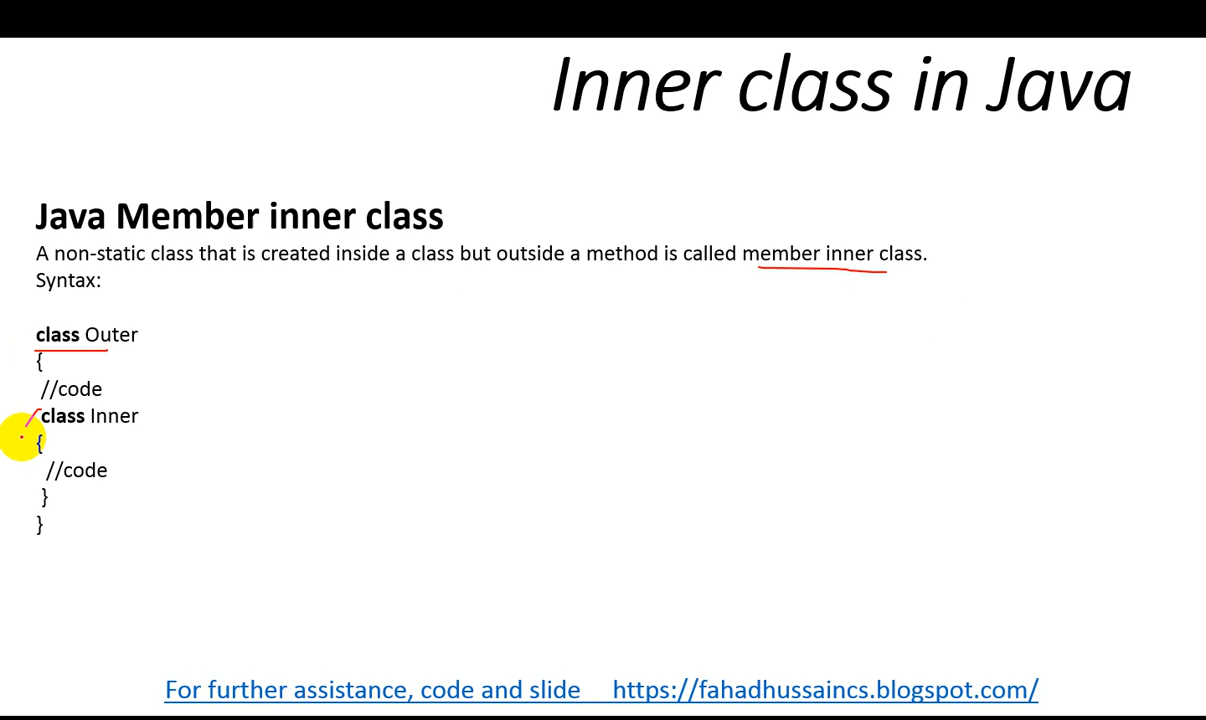 Inner class in Java
Java Member inner class
A non-static class that is created inside a class but outside a method is called member inner class.
Syntax:
class Outer
{
//code
class Inner
{
//code
}
}
For further assistance, code and slide https://fahadhussaincs.blogspot.com/